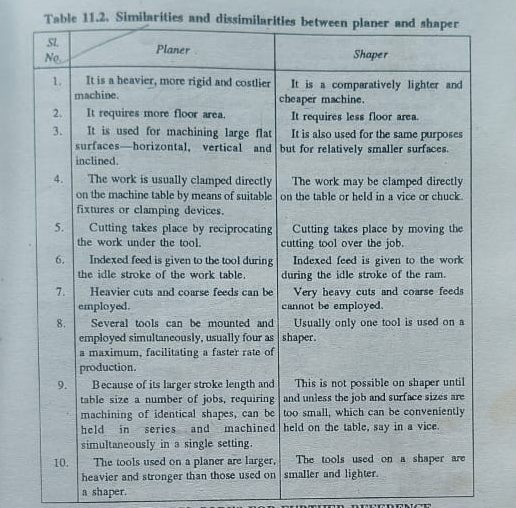 Table 11.2. Similarities and dissimilarities between planer and shaper
Sl. No.
Planer
Shaper
1.
It is a heavier, more rigid and costlier
machine.
It is a comparatively lighter and
cheaper machine.
2.
It requires more floor area.
It requires less floor area.
3.
It is used for machining large flat
surfaces—horizontal, vertical and
inclined.
It is also used for the same purposes
but for relatively smaller surfaces.
4.
The work is usually clamped directly
on the machine table by means of suitable
fixtures or clamping devices.
The work may be clamped directly
on the table or held in a vice or chuck.
5.
Cutting takes place by reciprocating
the work under the tool.
Cutting takes place by moving the
cutting tool over the job.
6.
Indexed feed is given to the tool during
the idle stroke of the work table.
Indexed feed is given to the work
during the idle stroke of the ram.
7.
Heavier cuts and coarse feeds can be
employed.
Very heavy cuts and coarse feeds
cannot be employed.
8.
Several tools can be mounted and
employed simultaneously, usually four as
a maximum, facilitating a faster rate of
production.
Usually only one tool is used on a
shaper.
9.
Because of its larger stroke length and
table size a number of jobs, requiring
machining of identical shapes, can be
held in series and machined
simultaneously in a single setting.
This is not possible on shaper until
and unless the job and surface sizes are
too small, which can be conveniently
held on the table, say in a vice.
10.
The tools used on a planer are larger,
heavier and stronger than those used on
a shaper.
The tools used on a shaper are
smaller and lighter.